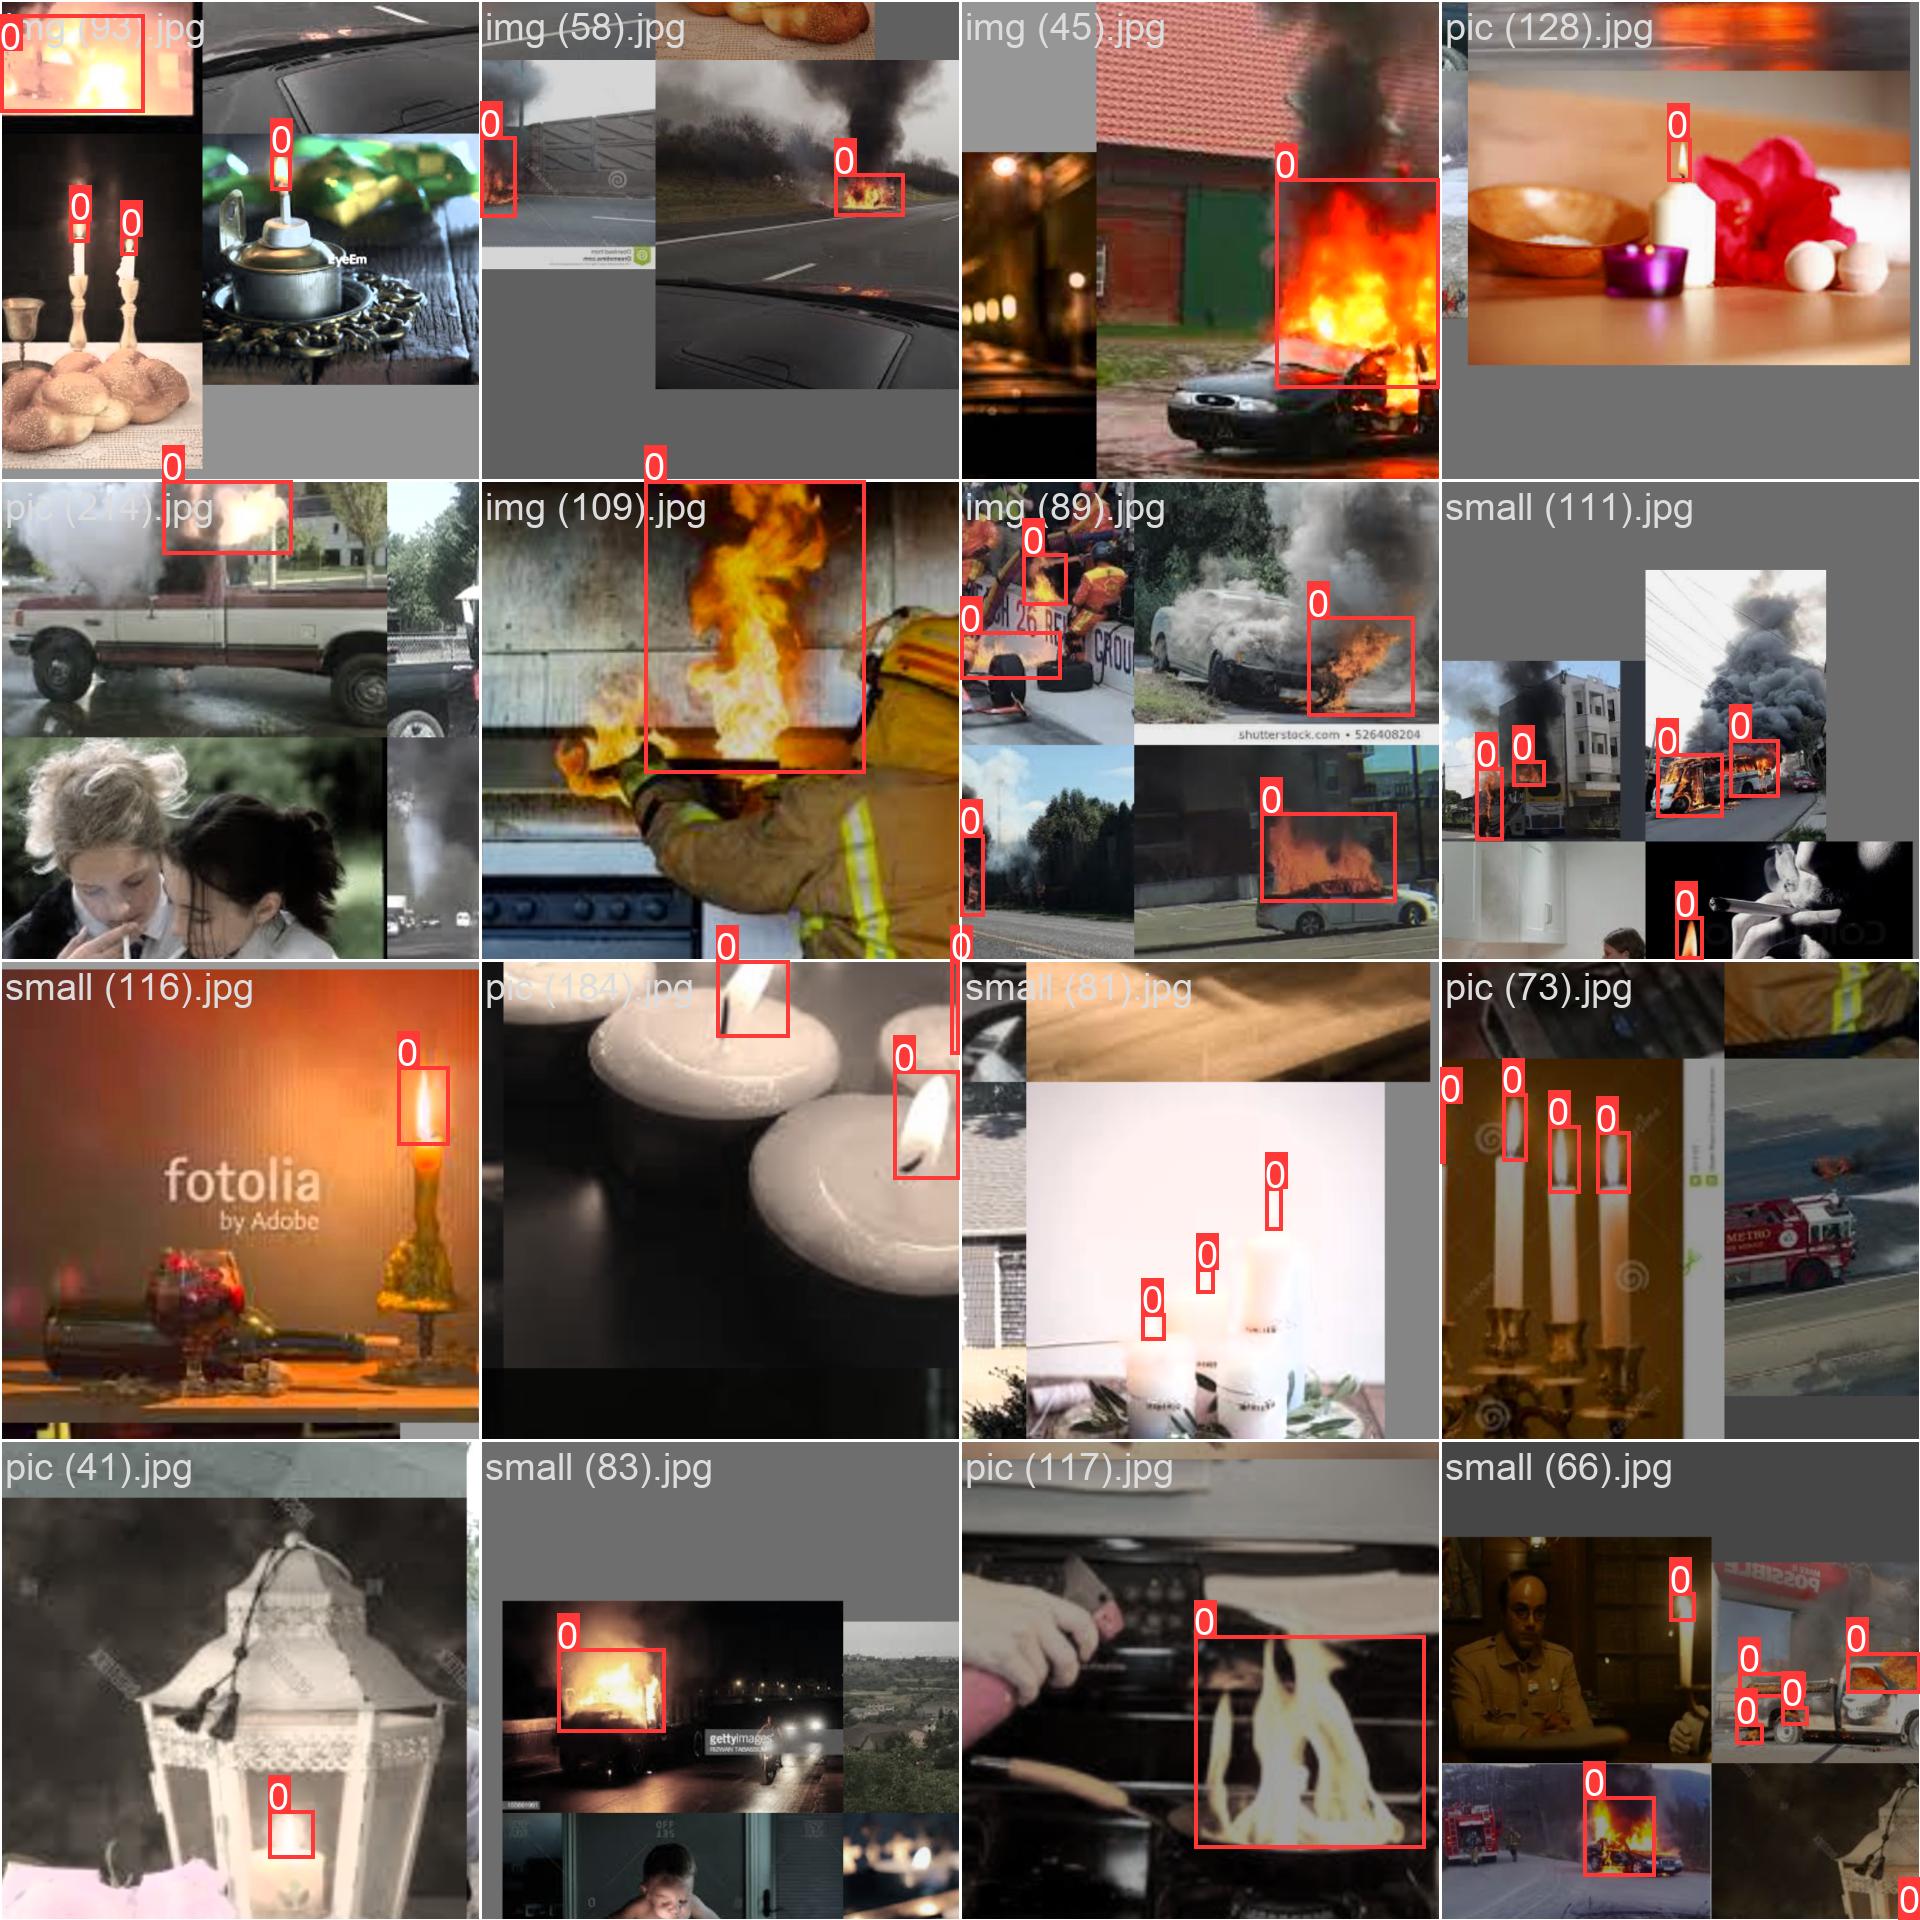 img (93).jpg
img (58).jpg
img (45).jpg
pic (128).jpg
0
0
0
0
EyeEm
0
0
0
0
pic (214).jpg
0
img (109).jpg
0
img (89).jpg
0
0
26
GROU
0
shutterstock.com • 526408204
0
0
small (111).jpg
0
0
0
0
0
small (116).jpg
0
fotolia
by Adobe
pic (184).jpg
0
0
0
small (81).jpg
0
0
0
pic (73).jpg
0
0
0
0
METRO
pic (41).jpg
0
small (83).jpg
0
gettyimages
pic (117).jpg
0
small (66).jpg
0
POSSIBLE
0
0
0
0
0
0